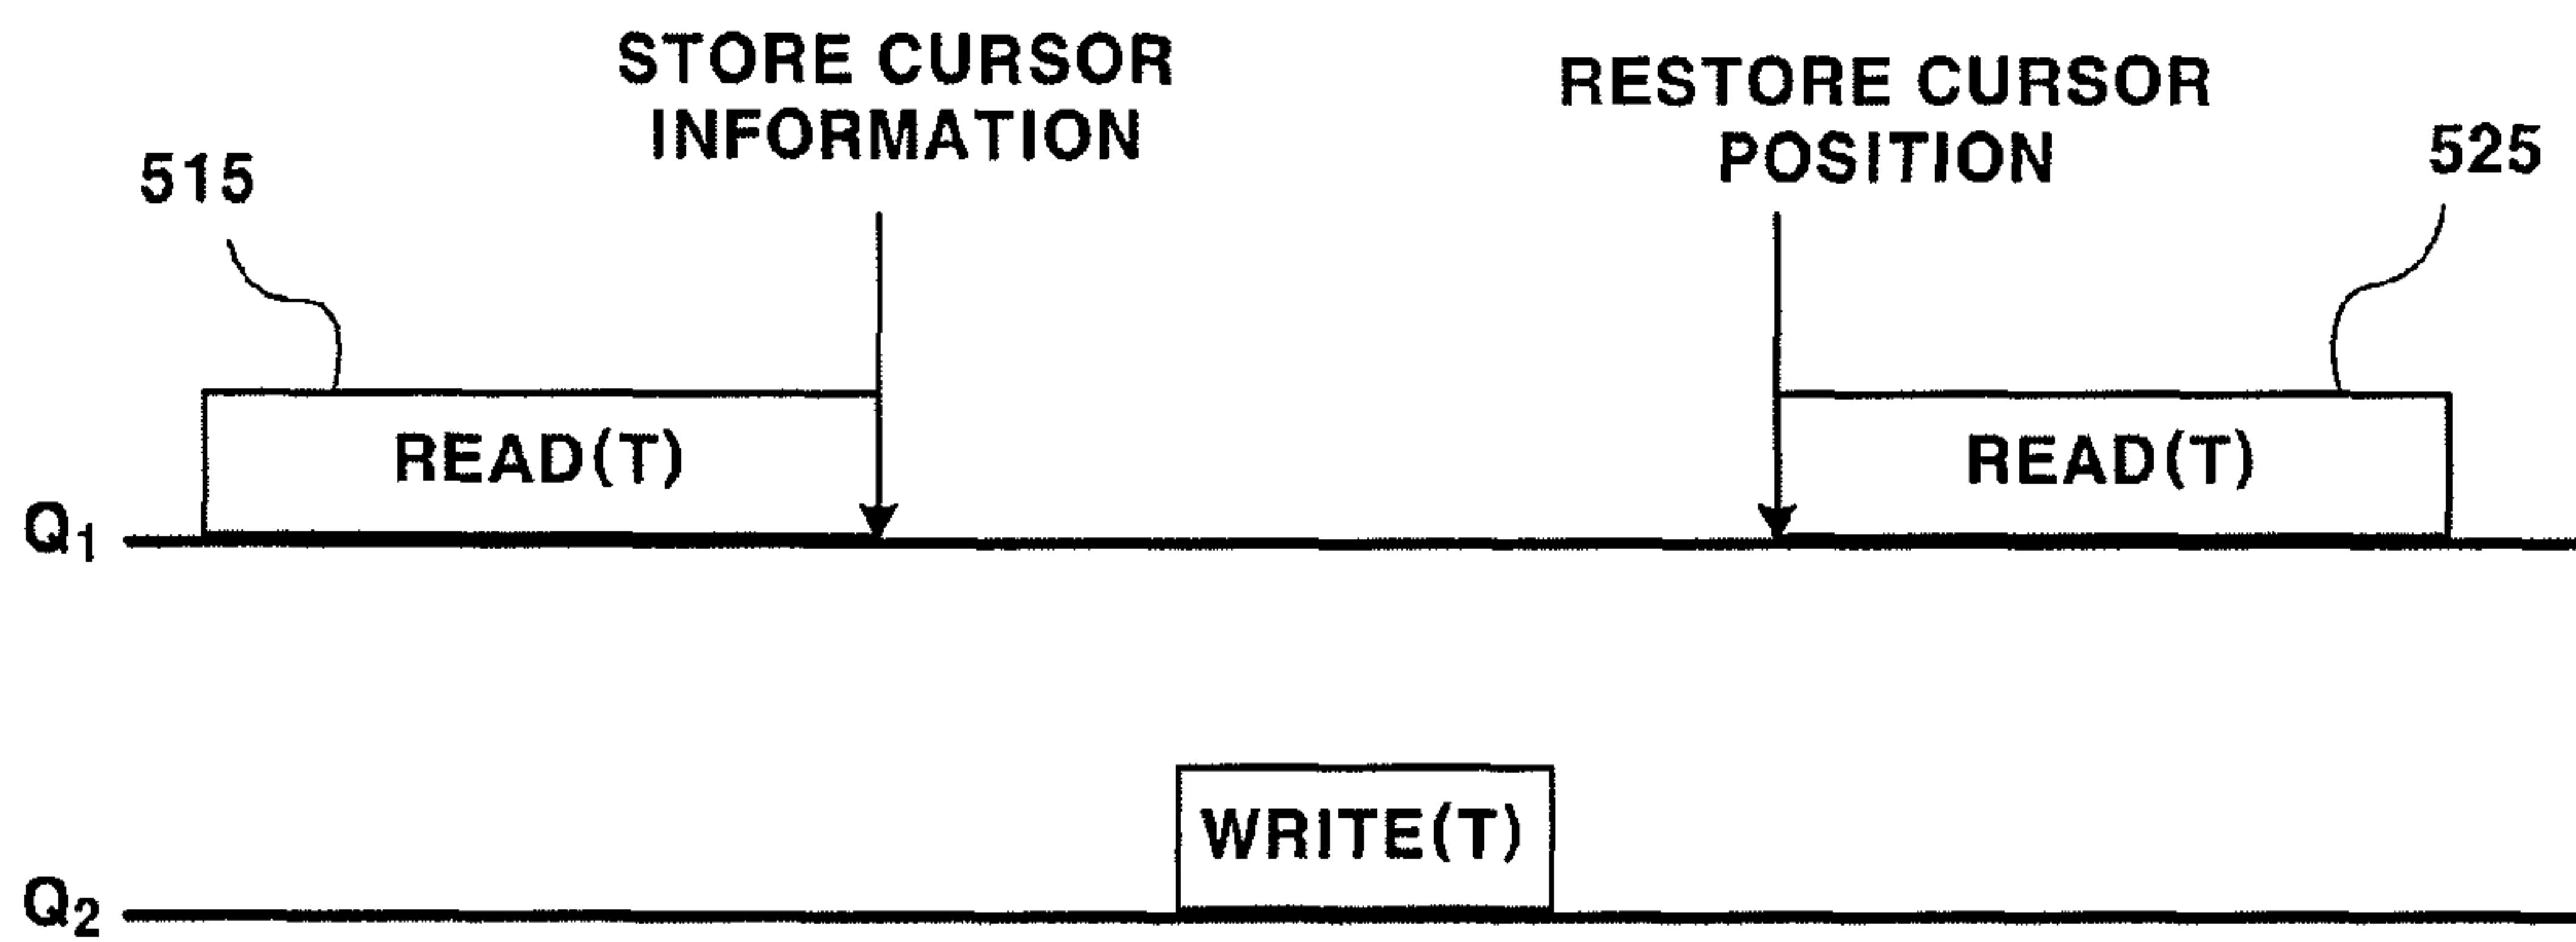 STORE CURSOR
INFORMATION
RESTORE CURSOR
POSITION
515
525
READ(T)
READ(T)
Q₁
WRITE(T)
Q₂